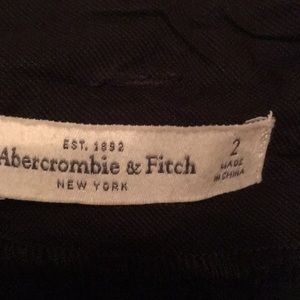 EST. 1892
Abercrombie & Fitch
NEW YORK
2
MADE
IN CHINA